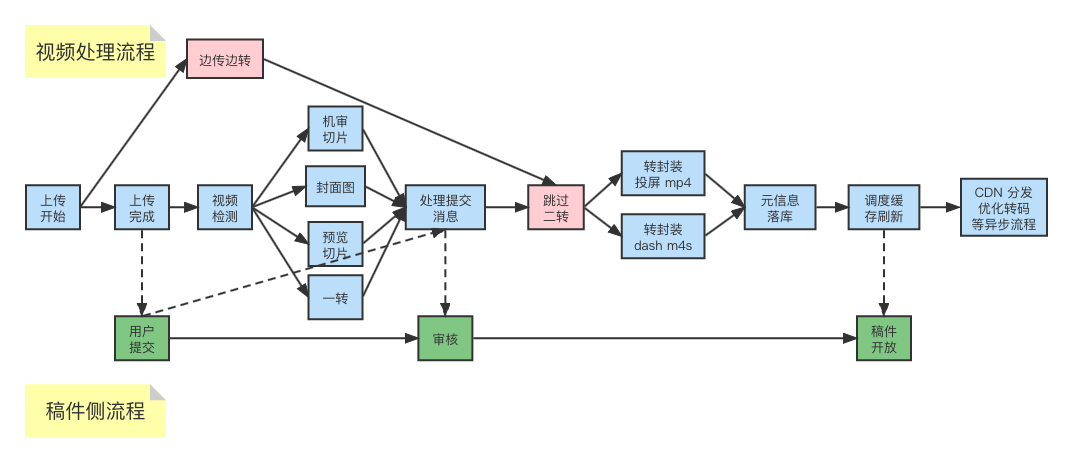 视频处理流程
边传边转
机审
切片
封面图
预览
切片
一转
上传
开始
上传
完成
视频
检测
处理提交
消息
跳过
二转
转封装
投屏 mp4
转封装
dash m4s
元信息
落库
调度缓
存刷新
CDN 分发
优化转码
等异步流程
用户
提交
审核
稿件
开放
稿件侧流程